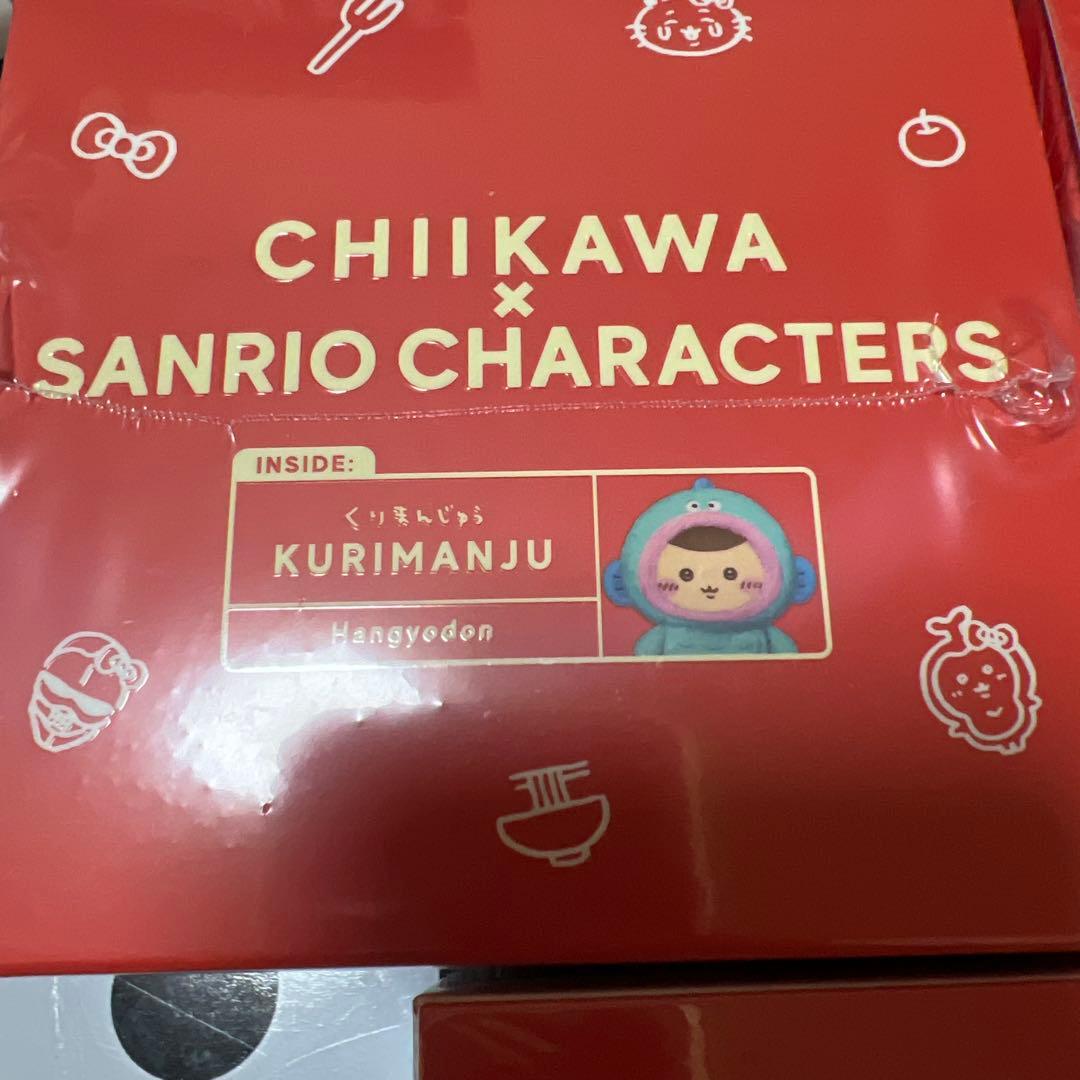 CHIIKAWA
×
SANRIO CHARACTERS
INSIDE:
くりまんじゅう
KURIMANJU
Hangyodon